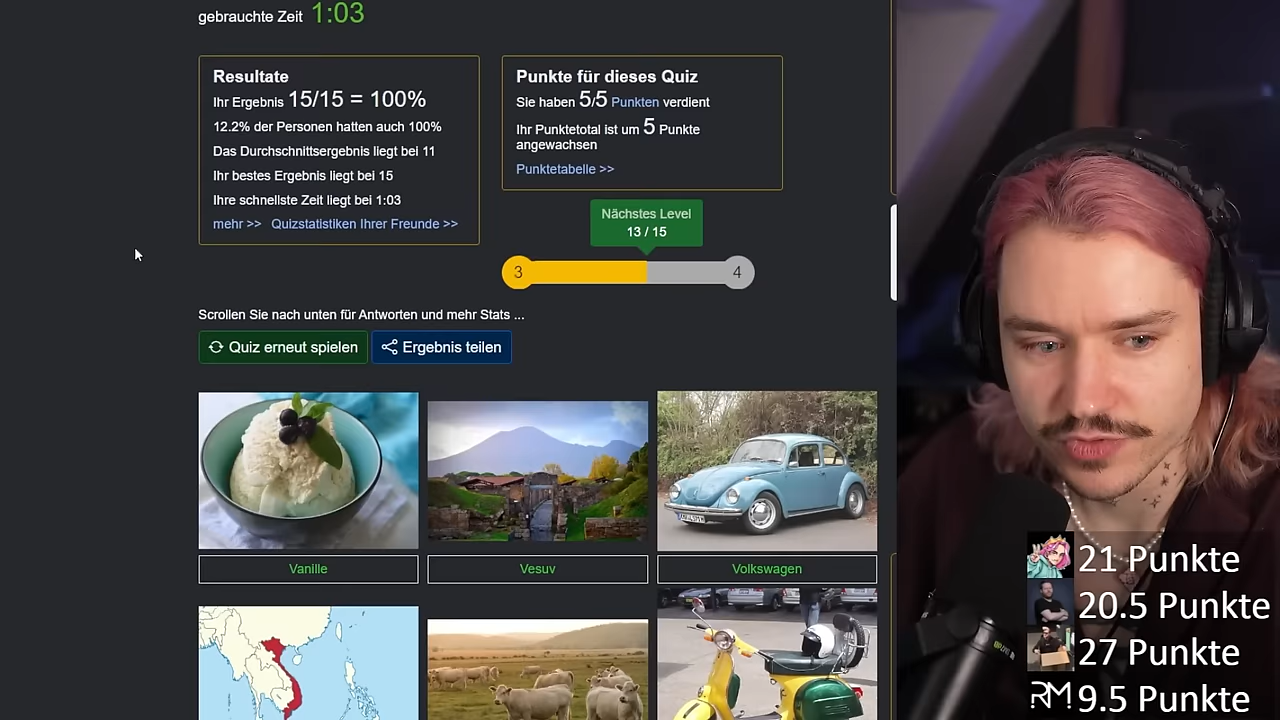 gebrauchte Zeit 1:03
Resultate
Ihr Ergebnis 15/15 = 100%
12.2% der Personen hatten auch 100%
Das Durchschnittsergebnis liegt bei 11
Ihr bestes Ergebnis liegt bei 15
Ihre schnellste Zeit liegt bei 1:03
mehr >> Quizstatistiken Ihrer Freunde >>
Punkte für dieses Quiz
Sie haben 5/5 Punkten verdient
Ihr Punktetotal ist um 5 Punkte
angewachsen
Punktetabelle >>
Nächstes Level
13 / 15
3
4
Scrollen Sie nach unten für Antworten und mehr Stats ...
Quiz erneut spielen
Ergebnis teilen
Vanille
Vesuv
Volkswagen
21 Punkte
20.5 Punkte
27 Punkte
RM 9.5 Punkte